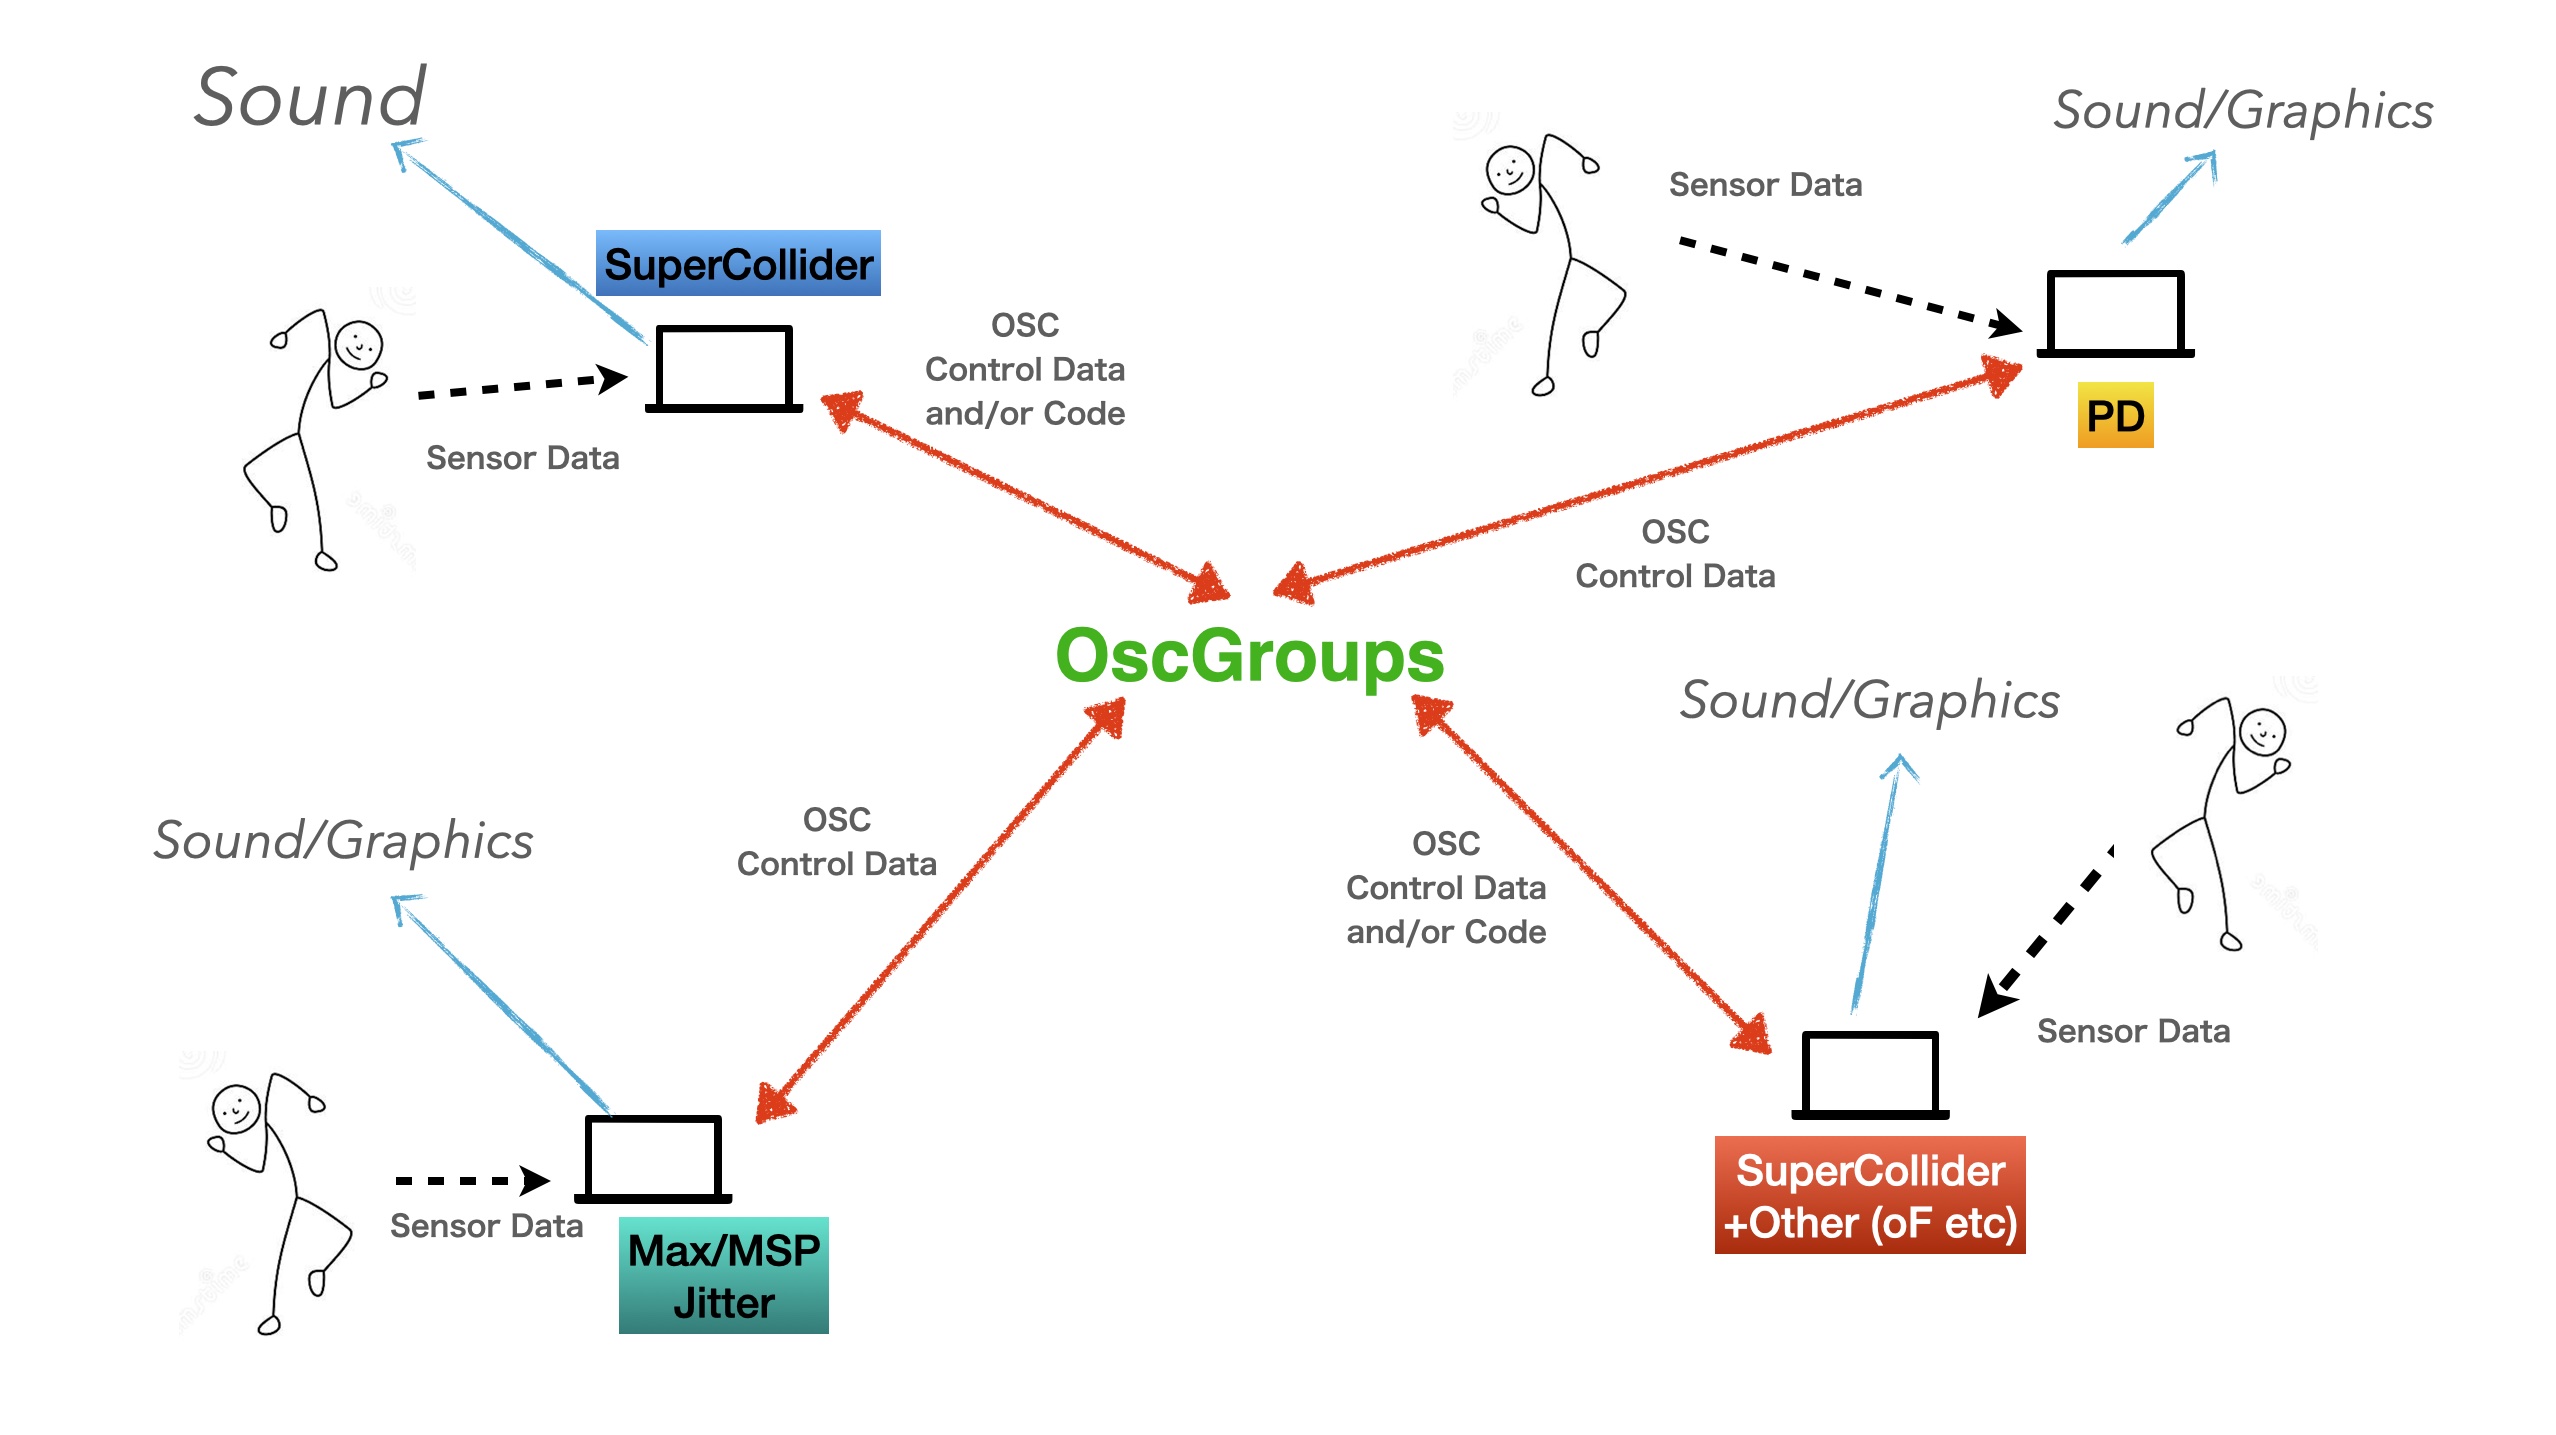 Sound
Sound/Graphics
Sensor Data
SuperCollider
OSC
Control Data
and/or Code
PD
Sensor Data
OSC
Control Data
OscGroups
Sound/Graphics
Sound/Graphics
OSC
Control Data
OSC
Control Data
and/or Code
Sensor Data
Sensor Data
Max/MSP
Jitter
SuperCollider
+Other (oF etc)